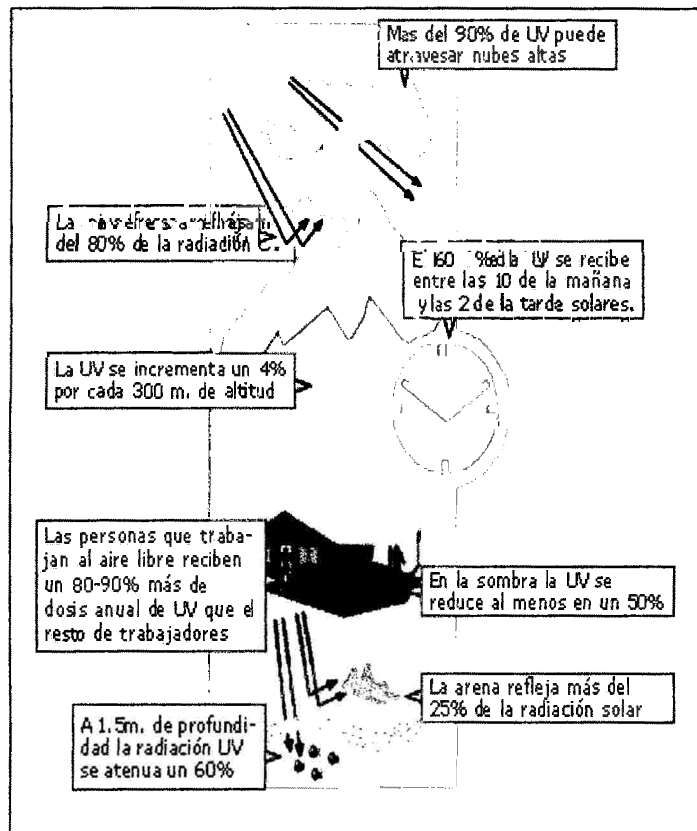 Mas del 90% de UV puede
atravesar nubes altas
La
del 80% de la radiación
UV se recibe
entre las 10 de la mañana
y las 2 de la tarde solares.
La UV se incrementa un 4%
por cada 300 m. de altitud
Las personas que traba-
jan al aire libre reciben
un 80-90% más de
dosis anual de UV que el
resto de trabajadores
En la sombra la UV se
reduce al menos en un 50%
La arena refleja más del
25% de la radiación solar
A 1.5m. de profundi-
dad la radiación UV
se atenua un 60%